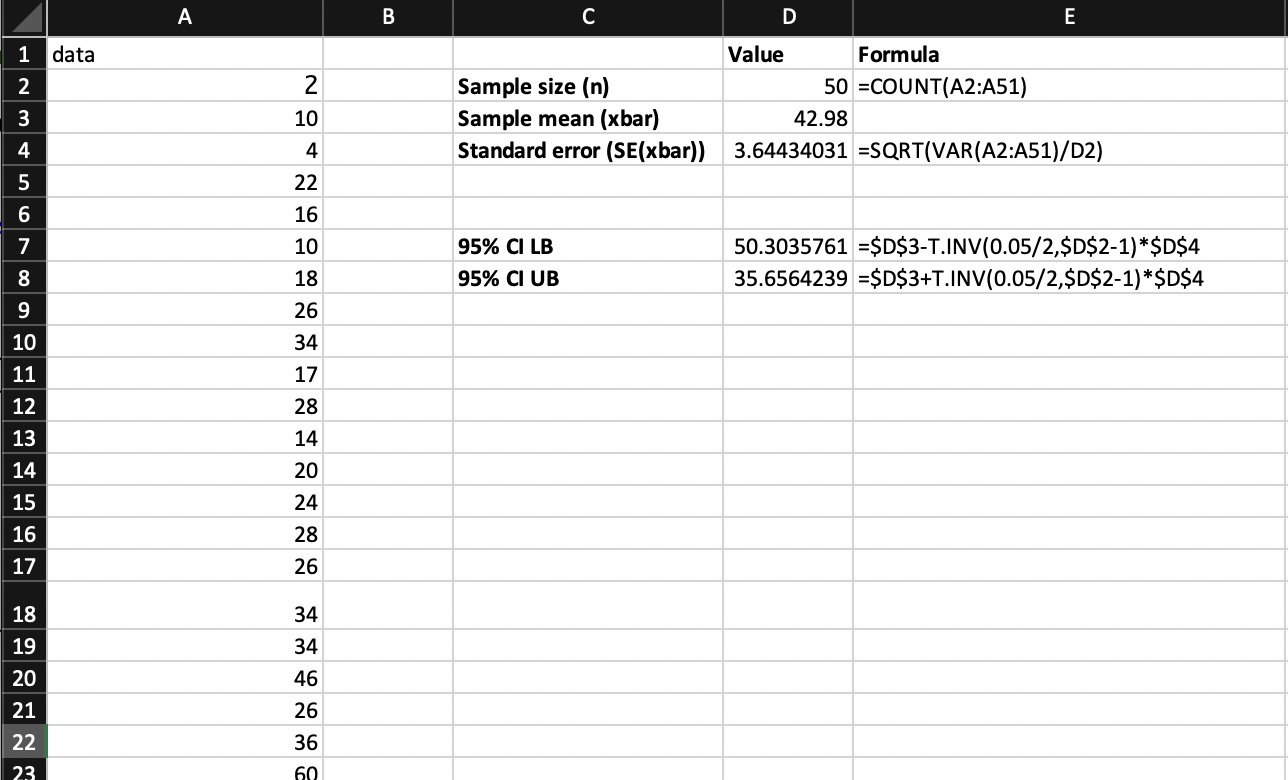 A B C D E
1 data Value Formula
2 2 Sample size (n) 50 =COUNT(A2:A51)
3 10 Sample mean (xbar) 42.98
4 4 Standard error (SE(xbar)) 3.64434031 =SQRT(VAR(A2:A51)/D2)
5 22
6 16
7 10 95% CI LB 50.3035761 =$D$3-T.INV(0.05/2,$D$2-1)*$D$4
8 18 95% CI UB 35.6564239 =$D$3+T.INV(0.05/2,$D$2-1)*$D$4
9 26
10 34
11 17
12 28
13 14
14 20
15 24
16 28
17 26
18 34
19 34
20 46
21 26
22 36
23 60